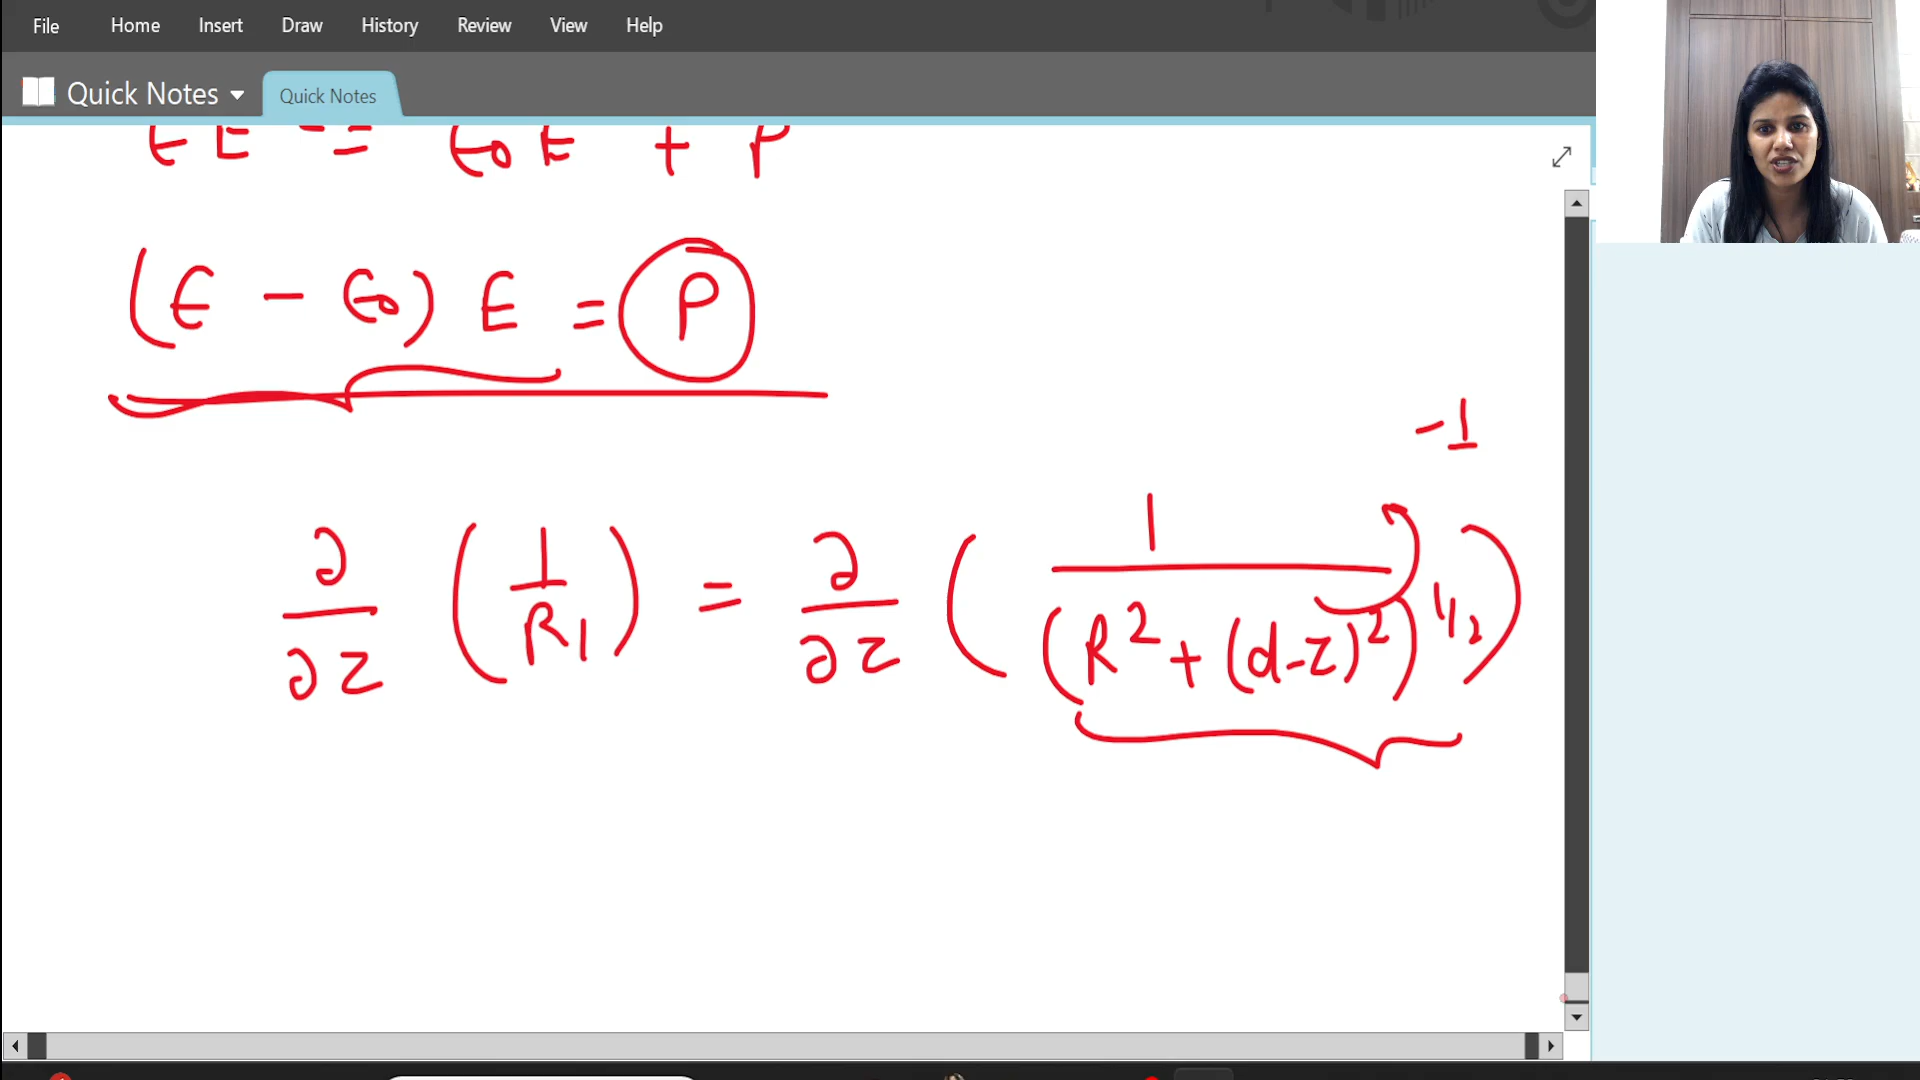 File Home Insert Draw History Review View Help
Quick Notes Quick Notes
ϵ E = ϵ₀ E + P
(ϵ - ϵ₀) E = P
-1
∂/∂z (1/R₁) = ∂/∂z (1/(R² + (d-z)²)^1/2)